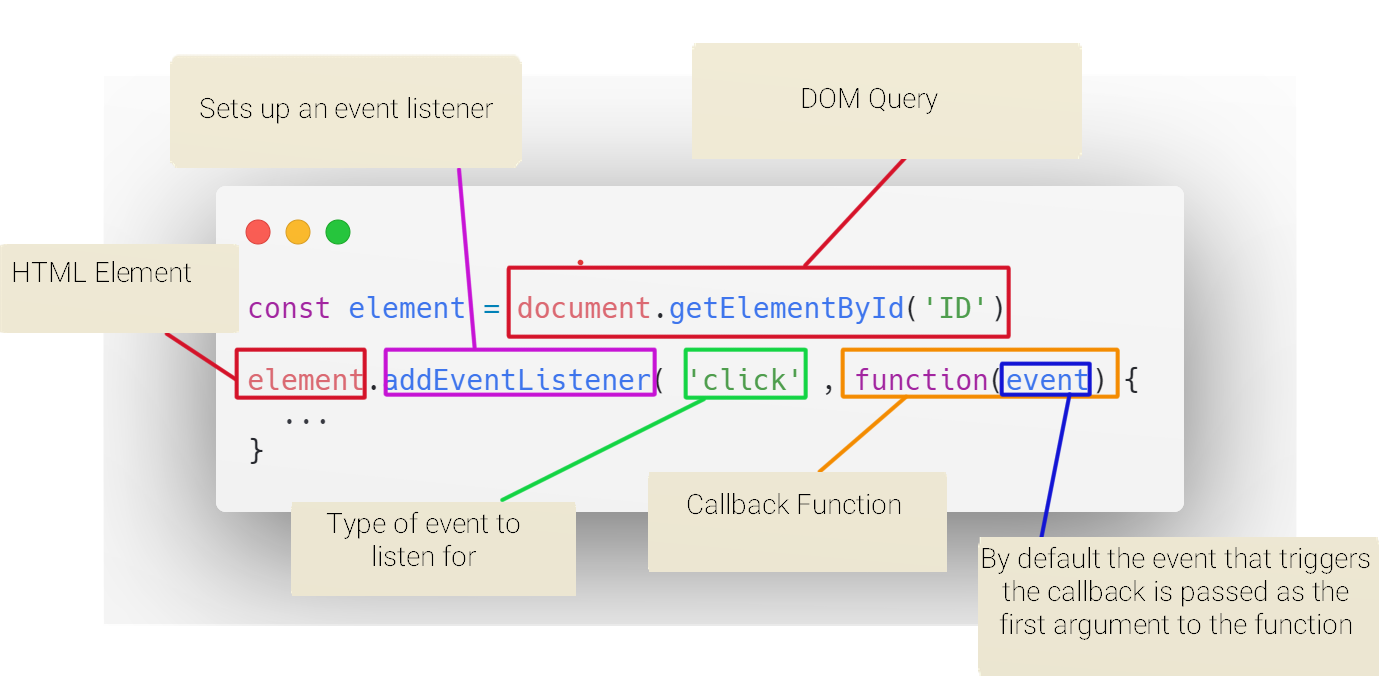 Sets up an event listener
DOM Query
HTML Element
const element = document.getElementById('ID')
element.addEventListener( 'click' , function(event) {
...
}
Type of event to
listen for
Callback Function
By default the event that triggers
the callback is passed as the
first argument to the function